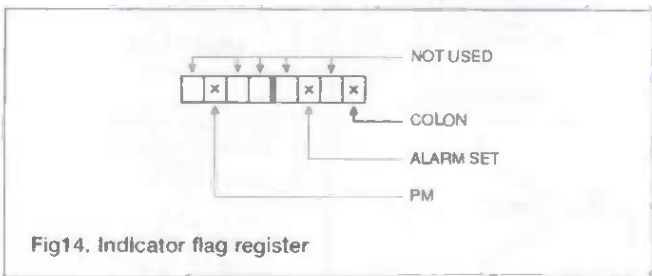 NOT USED
× × ×
COLON
ALARM SET
PM
Fig14. Indicator flag register